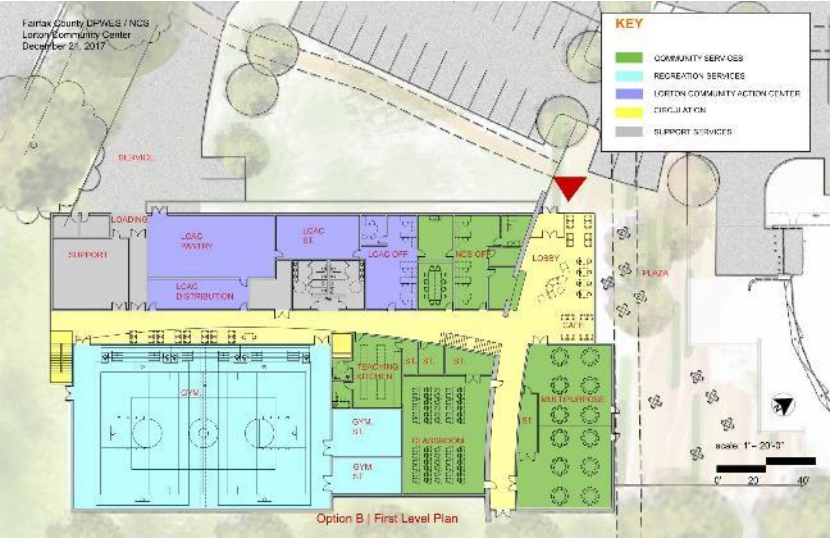 Fairfax County DPWES / NCS
Lorton Community Center
December 21, 2017
KEY
COMMUNITY SERVICES
RECREATION SERVICES
LORTON COMMUNITY ACTION CENTER
CIRCULATION
SUPPORT SERVICES
SERVICE
LOADING
SUPPORT
LCAC
PANTRY
LCAC
ST.
LCAC OFF.
NCS OFF.
LOBBY
PLAZA
LCAC
DISTRIBUTION
CAFE
GYM.
TEACHING
KITCHEN
ST.
ST.
ST.
GYM.
ST.
GYM
ST.
CLASSROOM
ST.
MULTIPURPOSE
scale: 1"= 20'-0"
0'
20'
40'
Option B | First Level Plan